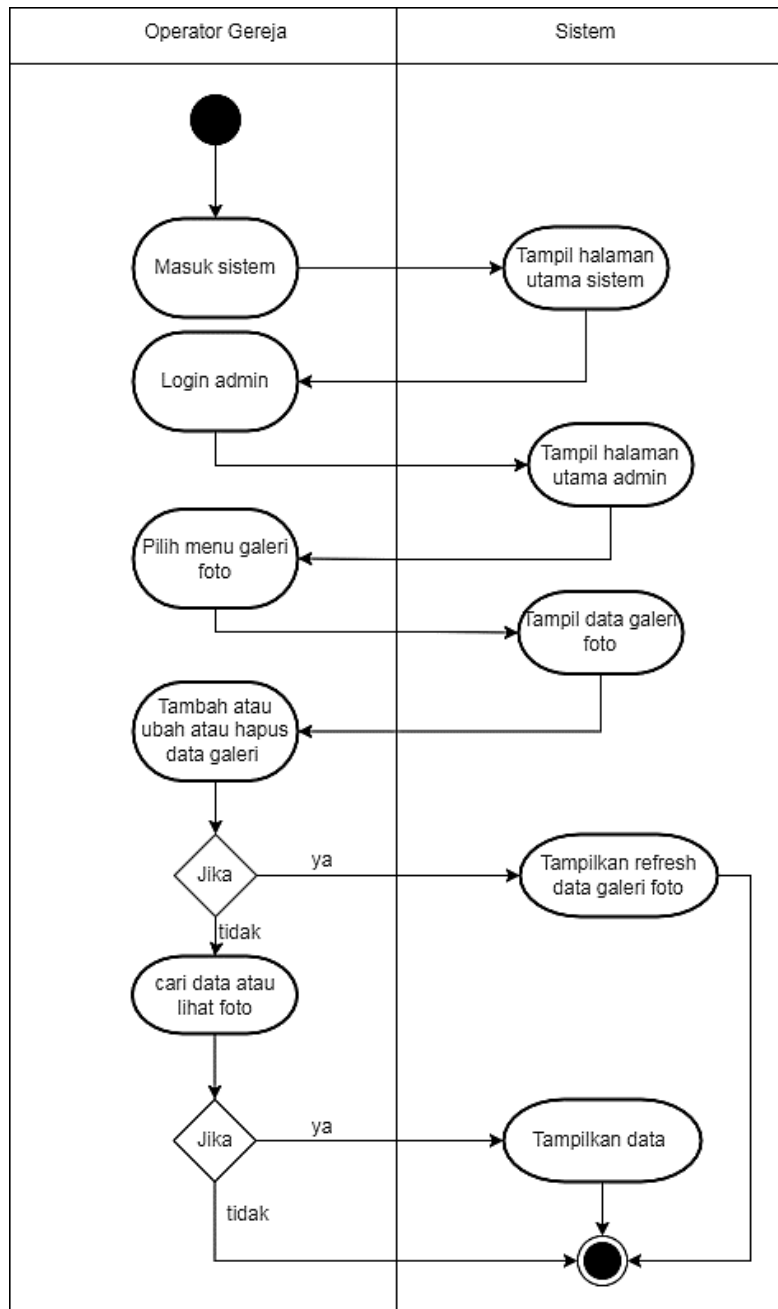 Operator Gereja
Sistem
Masuk sistem
Tampil halaman
utama sistem
Login admin
Tampil halaman
utama admin
Pilih menu galeri
foto
Tampil data galeri
foto
Tambah atau
ubah atau hapus
data galeri
Jika
ya
Tampilkan refresh
data galeri foto
tidak
cari data atau
lihat foto
Jika
ya
Tampilkan data
tidak